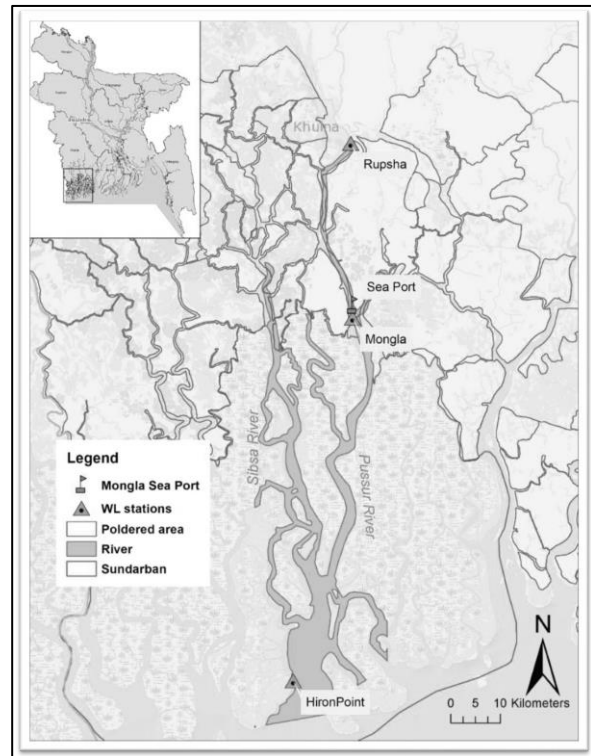 Khulna
Rupsha
Sea Port
Mongla
Sibsa River
Pussur River
Legend
Mongla Sea Port
WL stations
Poldered area
River
Sundarban
HironPoint
N
0 5 10 Kilometers